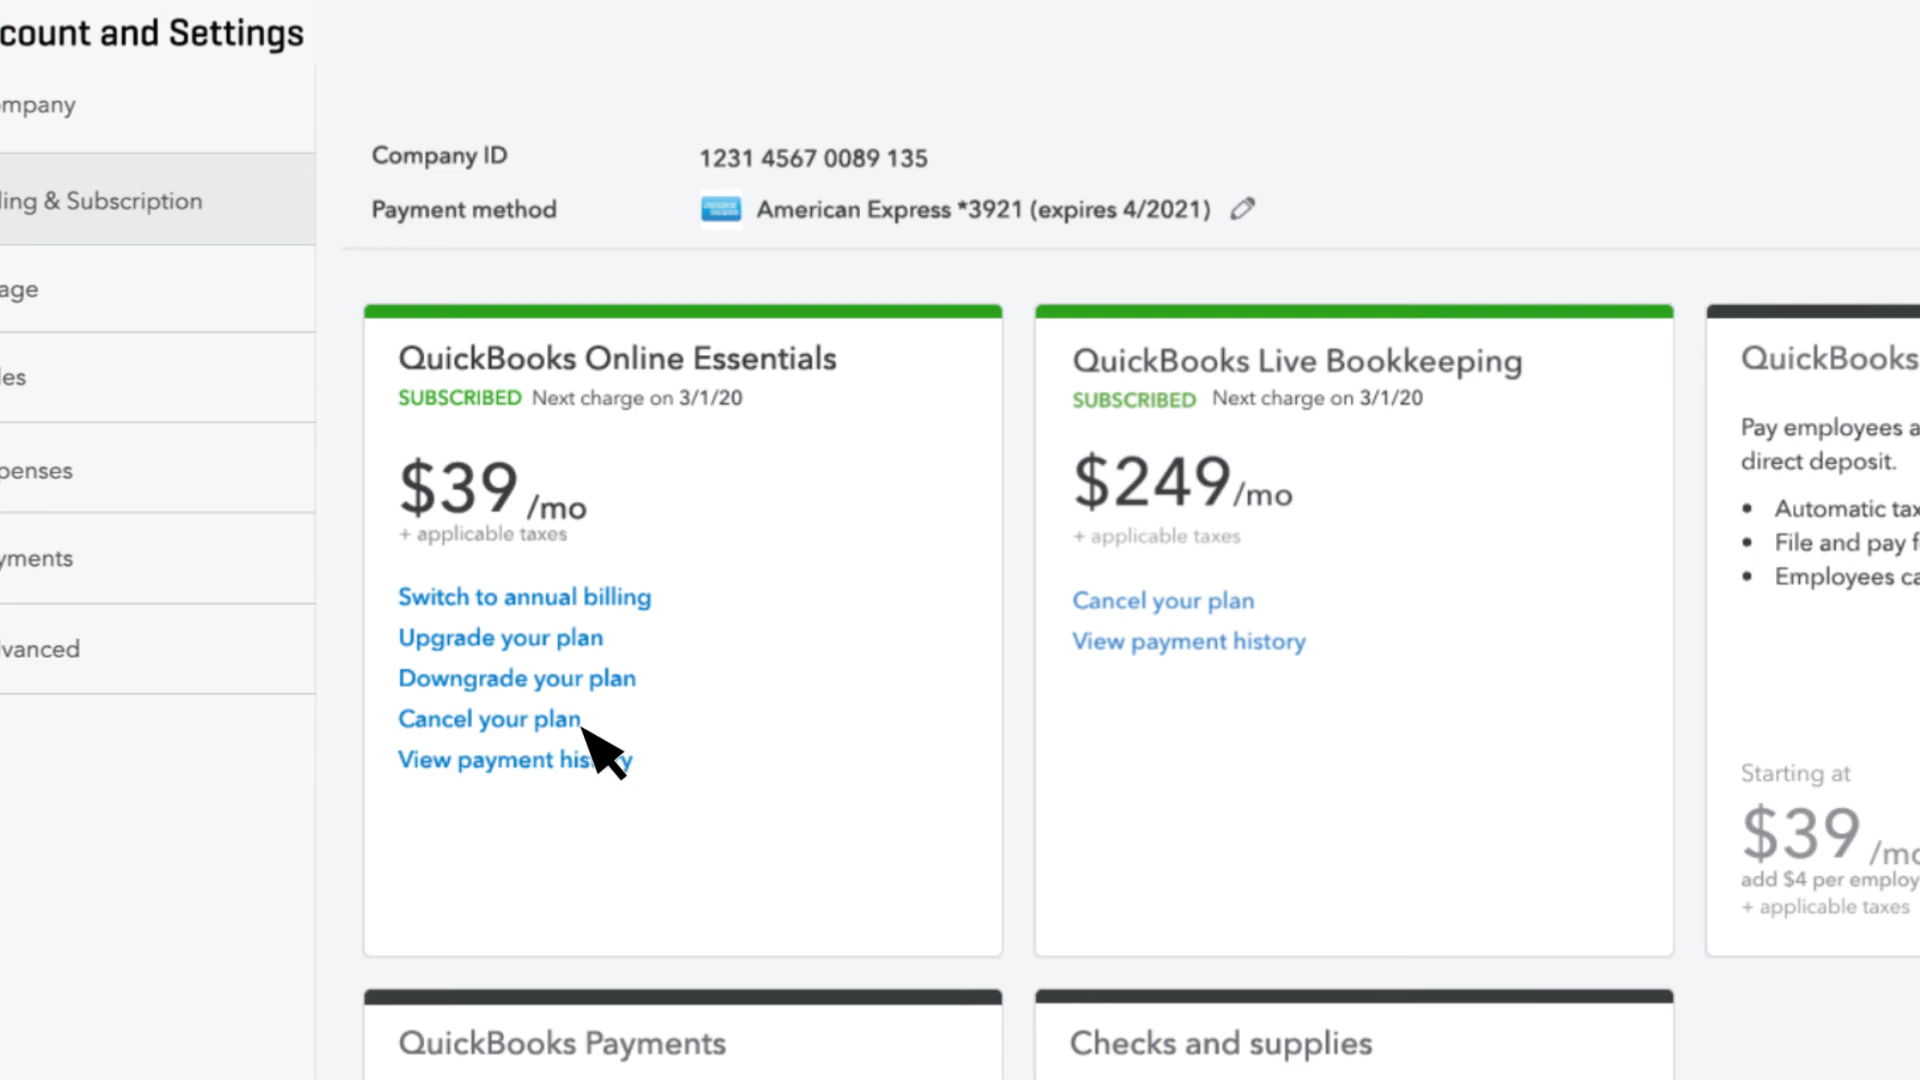 count and Settings
mpany
ling & Subscription
age
les
penses
yments
vanced
Company ID 1231 4567 0089 135
Payment method American Express *3921 (expires 4/2021)
QuickBooks Online Essentials
SUBSCRIBED Next charge on 3/1/20
$39 /mo
+ applicable taxes
Switch to annual billing
Upgrade your plan
Downgrade your plan
Cancel your plan
View payment
QuickBooks Live Bookkeeping
SUBSCRIBED Next charge on 3/1/20
$249/mo
+ applicable taxes
Cancel your plan
View payment history
QuickBooks
Pay employees a
direct deposit.
• Automatic tax
• File and pay f
• Employees ca
Starting at
$39 /mo
add $4 per employ
+ applicable taxes
QuickBooks Payments
Checks and supplies